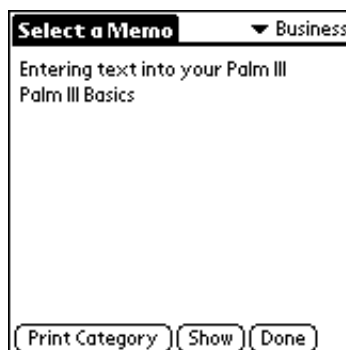 Select a Memo
Business
Entering text into your Palm III
Palm III Basics
Print Category Show Done